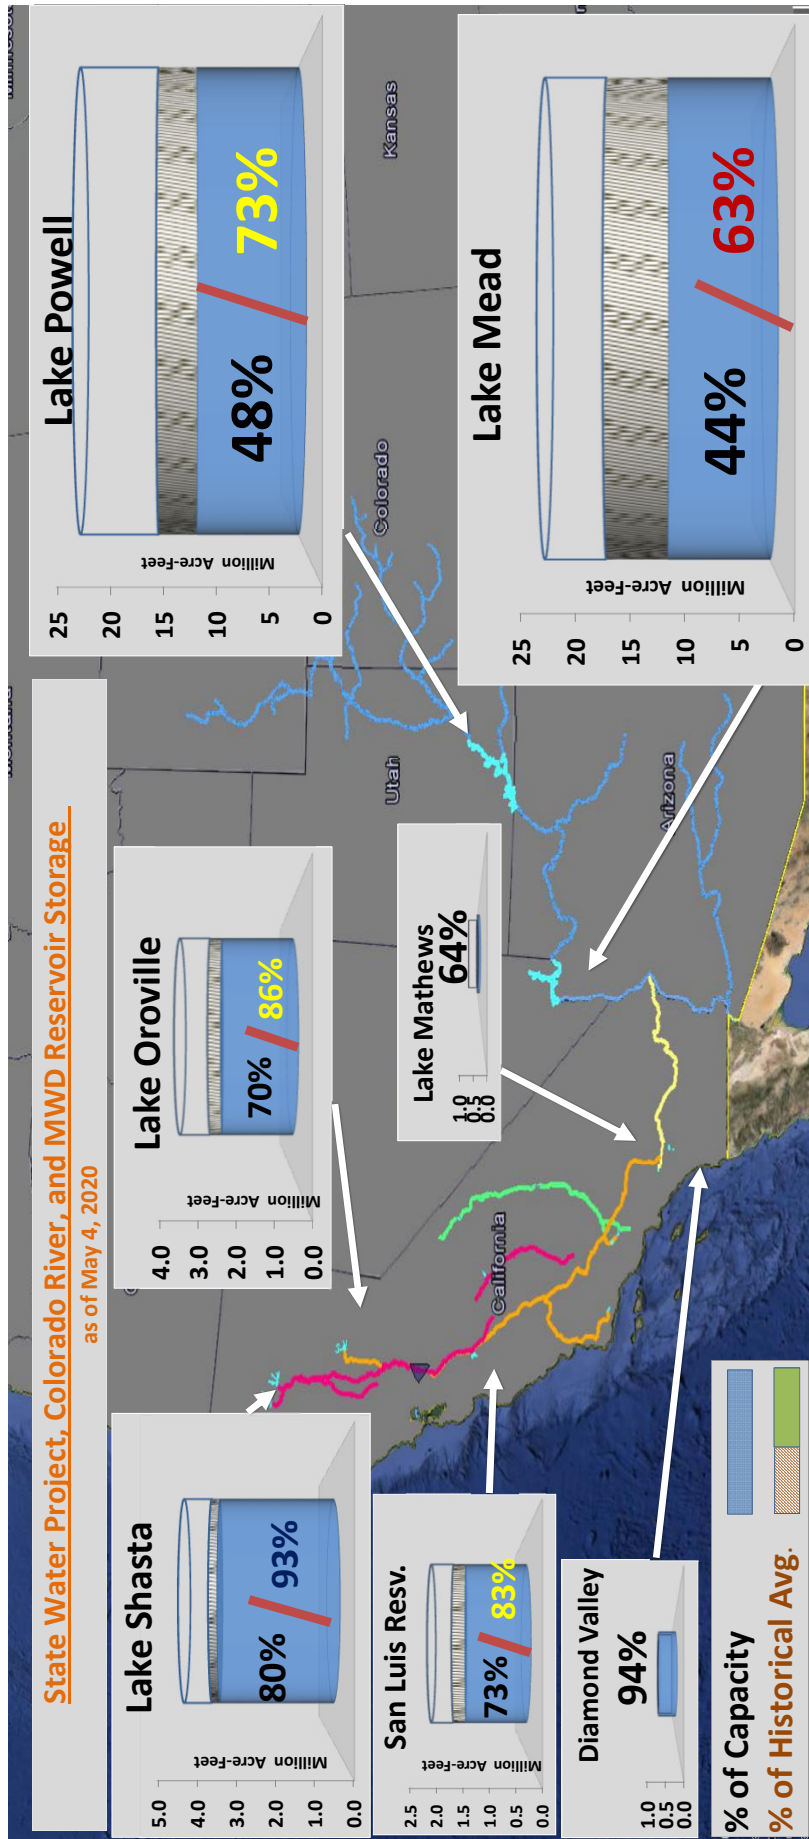 State Water Project, Colorado River, and MWD Reservoir Storage
as of May 4, 2020
Lake Shasta
5.0
4.0
3.0
2.0
1.0
0.0
Million Acre-Feet
80%
93%
Lake Oroville
4.0
3.0
2.0
1.0
0.0
Million Acre-Feet
70%
86%
Lake Powell
25
20
15
10
5
0
Million Acre-Feet
48%
73%
San Luis Resv.
2.5
2.0
1.5
1.0
0.5
0.0
Million Acre-Feet
73%
83%
Lake Mathews
1.0
0.5
0.0
64%
Lake Mead
25
20
15
10
5
0
Million Acre-Feet
44%
63%
Diamond Valley
1.0
0.5
0.0
94%
Utah
Colorado
Kansas
California
Arizona
% of Capacity
% of Historical Avg.